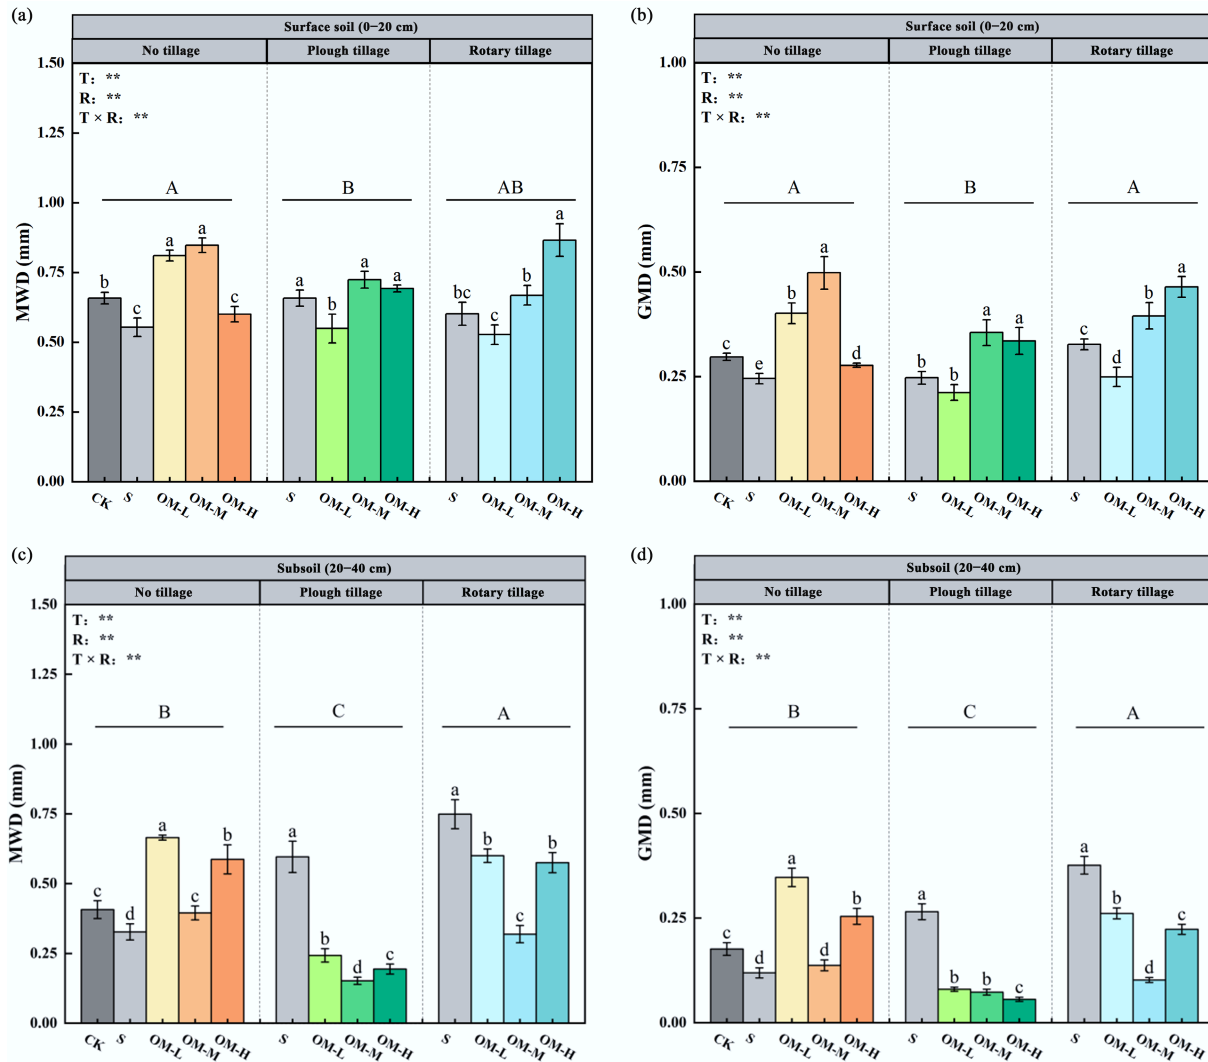 (a)
Surface soil (0−20 cm)
No tillage Plough tillage Rotary tillage
1.50
1.25
1.00
0.75
0.50
0.25
0.00
MWD (mm)
T: **
R: **
T × R: **
A B AB
b c a a c a b a a bc c b a
CK S OM-L OM-M OM-H S OM-L OM-M OM-H S OM-L OM-M OM-H
(b)
Surface soil (0−20 cm)
No tillage Plough tillage Rotary tillage
1.00
0.75
0.50
0.25
0.00
GMD (mm)
T: **
R: **
T × R: **
A B A
c e b a d b b a a c d b a
CK S OM-L OM-M OM-H S OM-L OM-M OM-H S OM-L OM-M OM-H
(c)
Subsoil (20−40 cm)
No tillage Plough tillage Rotary tillage
1.50
1.25
1.00
0.75
0.50
0.25
0.00
MWD (mm)
T: **
R: **
T × R: **
B C A
c d a c b a b d c a b c b
CK S OM-L OM-M OM-H S OM-L OM-M OM-H S OM-L OM-M OM-H
(d)
Subsoil (20−40 cm)
No tillage Plough tillage Rotary tillage
1.00
0.75
0.50
0.25
0.00
GMD (mm)
T: **
R: **
T × R: **
B C A
c d a d b a b b c a b d c
CK S OM-L OM-M OM-H S OM-L OM-M OM-H S OM-L OM-M OM-H